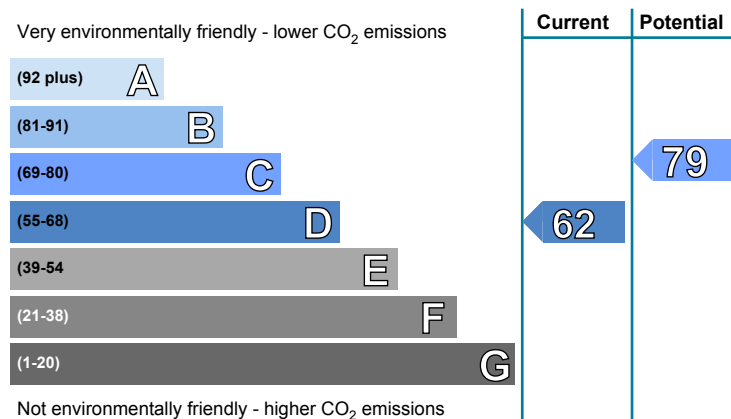 Very environmentally friendly - lower CO₂ emissions
Current
Potential
(92 plus) A
(81-91) B
(69-80) C
79
(55-68) D
62
(39-54 E
(21-38) F
(1-20) G
Not environmentally friendly - higher CO₂ emissions